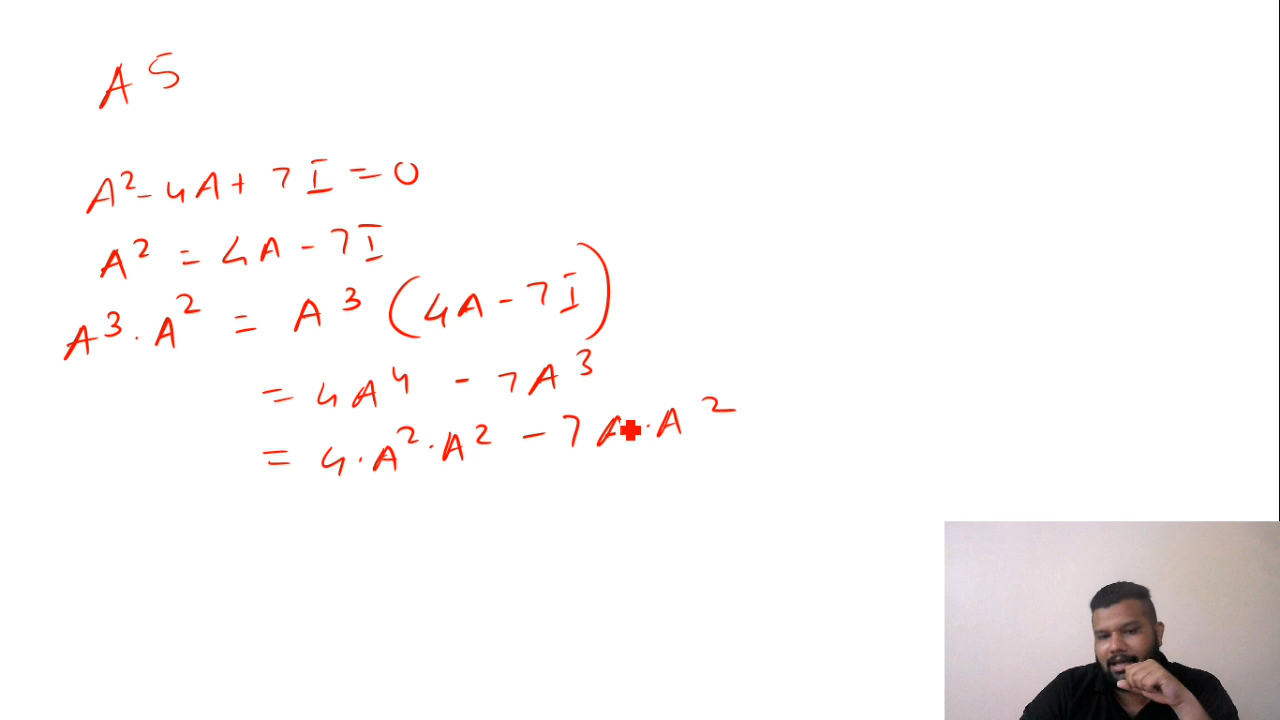 A 5
A² - 4A + 7I = 0
A² = 4A - 7I
A³ · A² = A³ (4A - 7I)
= 4A⁴ - 7A³
= 4 · A² · A² - 7A · A²